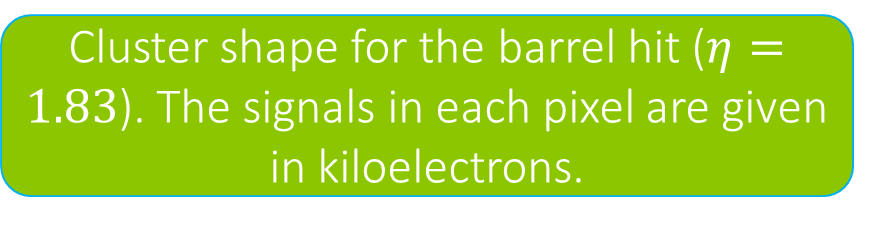 Cluster shape for the barrel hit (𝜂 =
1.83). The signals in each pixel are given
in kiloelectrons.